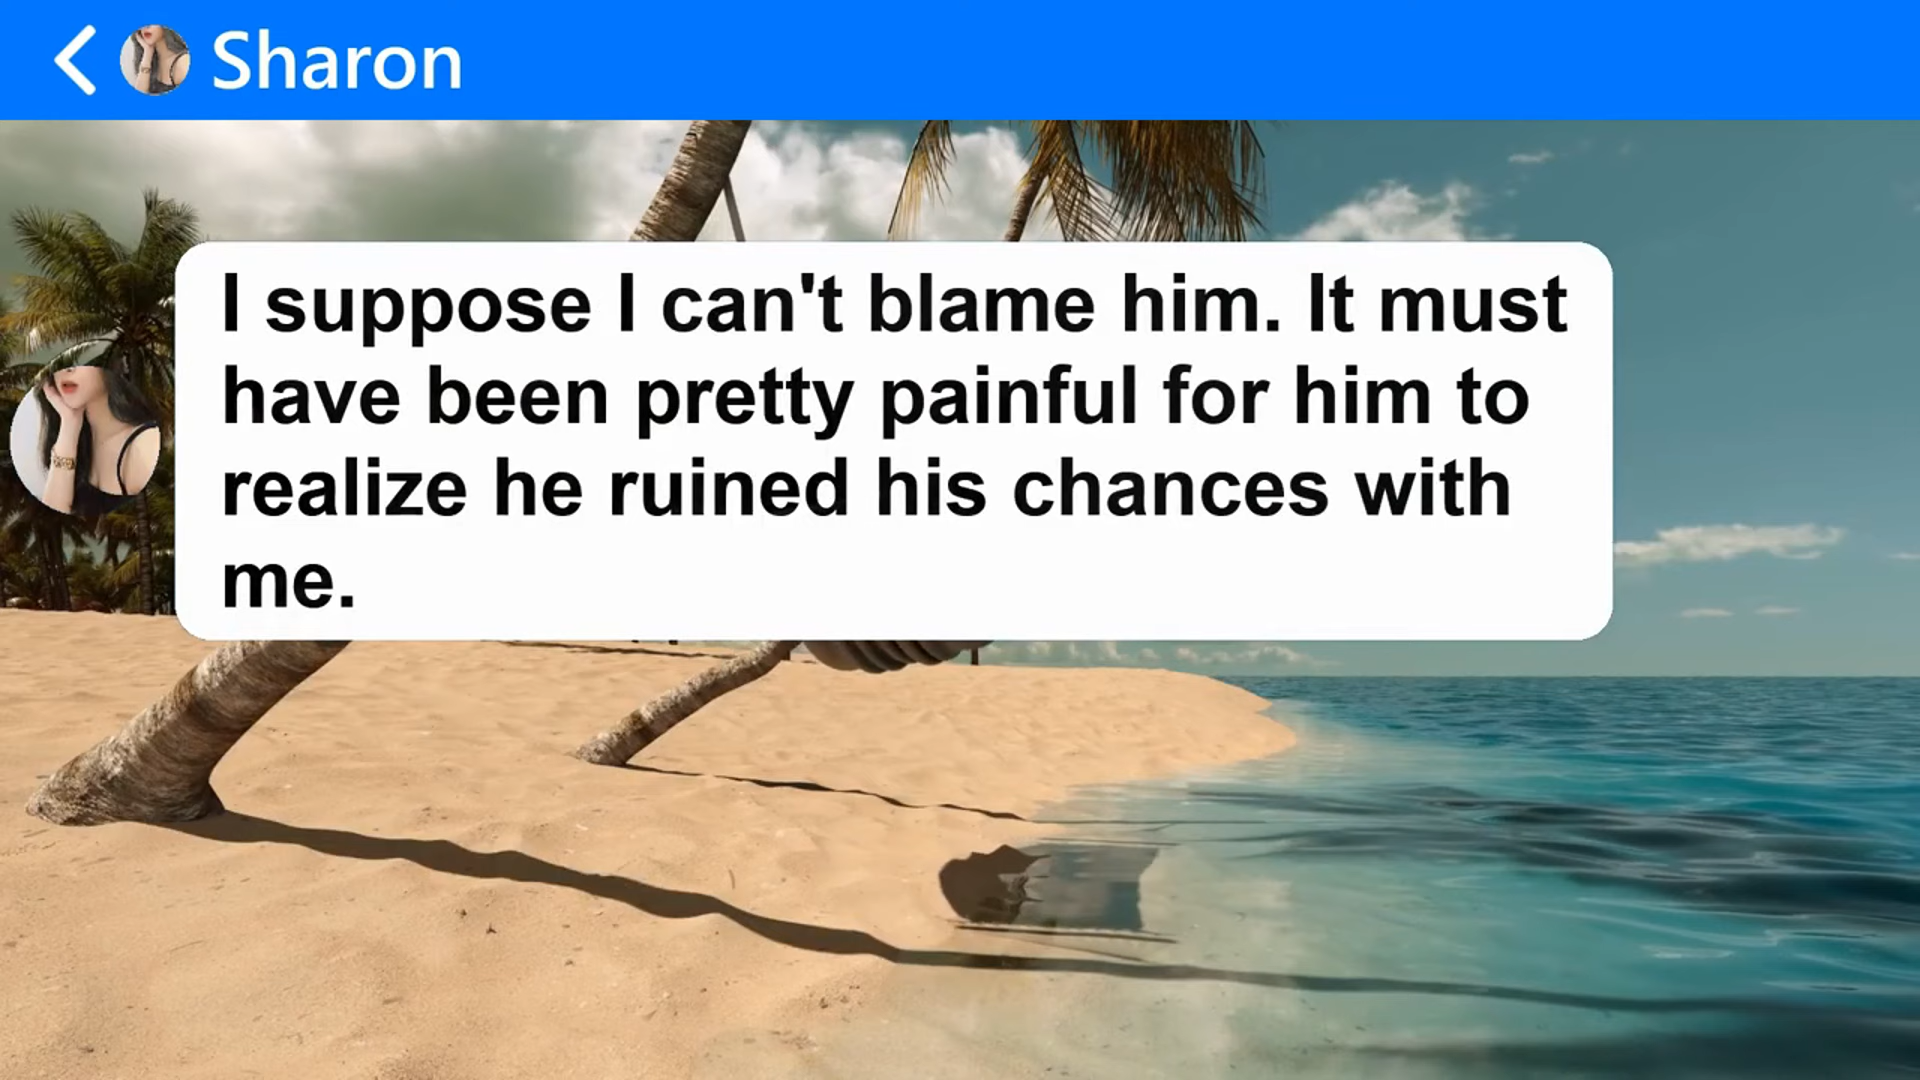 Sharon
I suppose I can't blame him. It must
have been pretty painful for him to
realize he ruined his chances with
me.